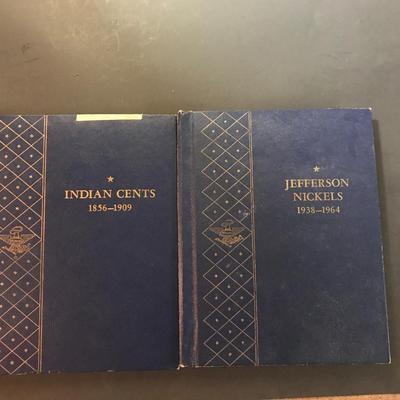 INDIAN CENTS
1856–1909
JEFFERSON
NICKELS
1938–1964